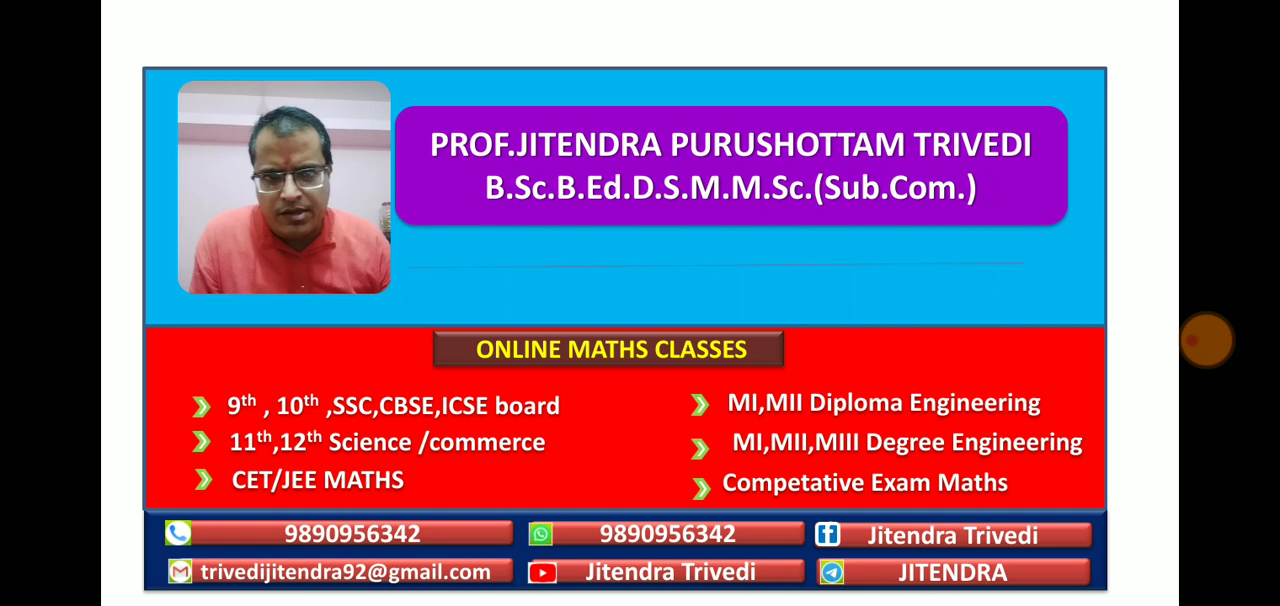 PROF.JITENDRA PURUSHOTTAM TRIVEDI
B.Sc.B.Ed.D.S.M.M.Sc.(Sub.Com.)
ONLINE MATHS CLASSES
9th , 10th ,SSC,CBSE,ICSE board
11th,12th Science /commerce
CET/JEE MATHS
MI,MII Diploma Engineering
MI,MII,MIII Degree Engineering
Competative Exam Maths
9890956342
9890956342
Jitendra Trivedi
trivedijitendra92@gmail.com
Jitendra Trivedi
JITENDRA